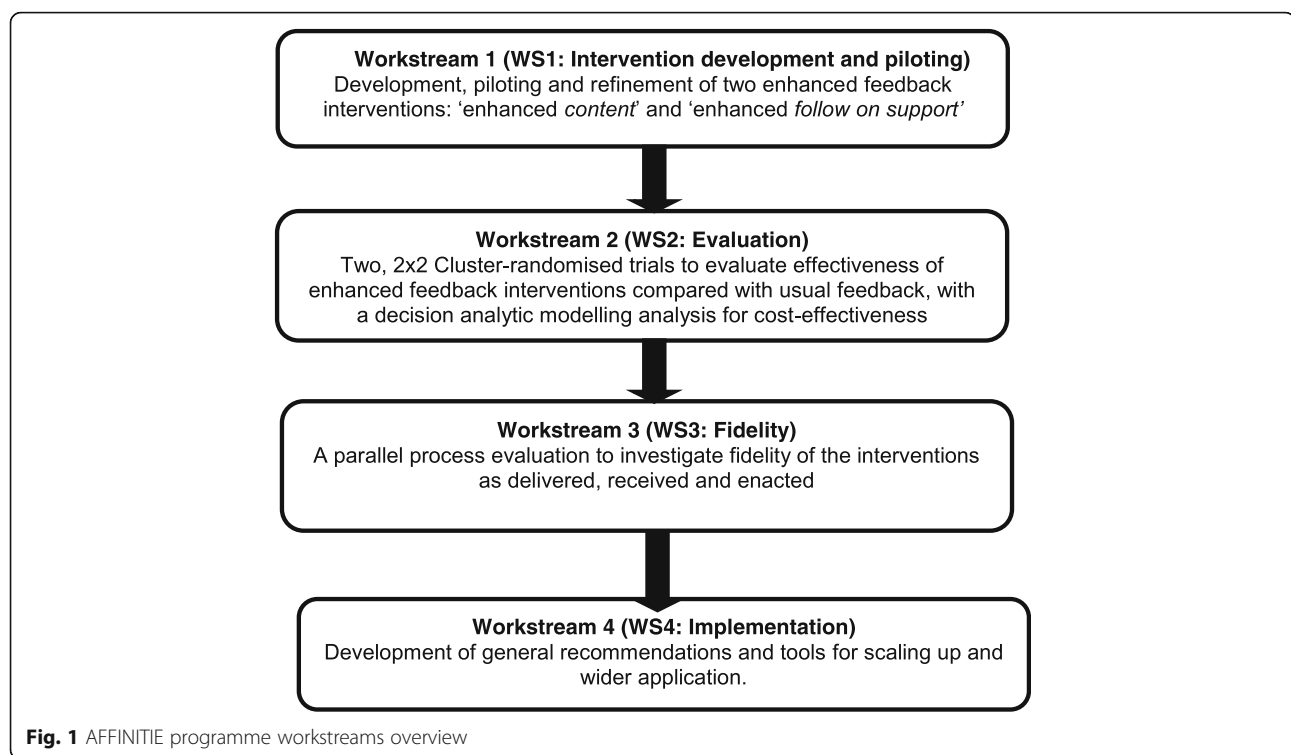 Workstream 1 (WS1: Intervention development and piloting)
Development, piloting and refinement of two enhanced feedback
interventions: ‘enhanced content’ and ‘enhanced follow on support’
Workstream 2 (WS2: Evaluation)
Two, 2x2 Cluster-randomised trials to evaluate effectiveness of
enhanced feedback interventions compared with usual feedback, with
a decision analytic modelling analysis for cost-effectiveness
Workstream 3 (WS3: Fidelity)
A parallel process evaluation to investigate fidelity of the interventions
as delivered, received and enacted
Workstream 4 (WS4: Implementation)
Development of general recommendations and tools for scaling up and
wider application.
Fig. 1 AFFINITIE programme workstreams overview